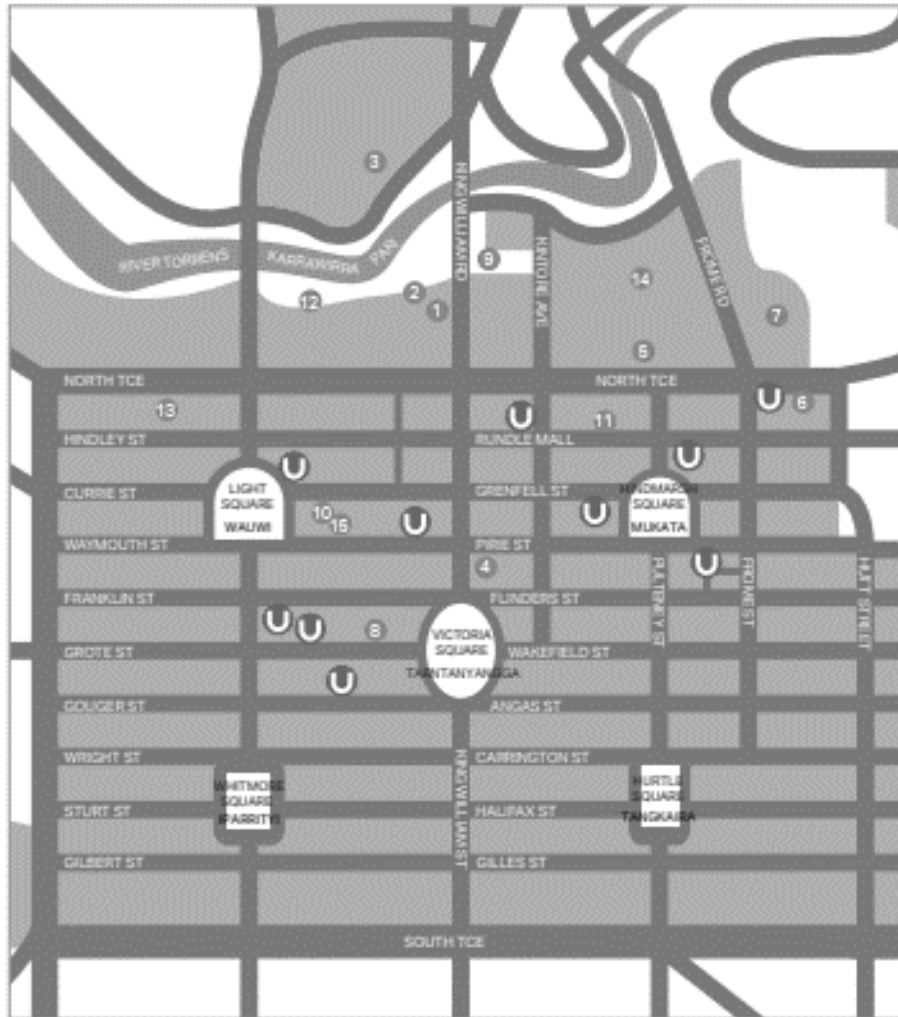 3
KING WILLIAM RD
RIVER TORRENS
KARRAWIRRA
PARI
9
KINTORE AVE
FROME RD
14
12
2
1
7
5
NORTH TCE
NORTH TCE
U
6
13
U
11
HINDLEY ST
RUNDLE MALL
U
U
CURRIE ST
LIGHT
SQUARE
WAUWI
GRENFELL ST
HINDMARSH
SQUARE
MUKATA
10
15
U
U
WAYMOUTH ST
PIRIE ST
4
U
PULTENEY ST
FROME ST
HUTT STREET
FRANKLIN ST
FLINDERS ST
U
U
8
VICTORIA
SQUARE
TARNTANYANGGA
GROTE ST
WAKEFIELD ST
U
GOUGER ST
ANGAS ST
WRIGHT ST
KING WILLIAM ST
CARRINGTON ST
WHITMORE
SQUARE
IPARRITYI
HURTLE
SQUARE
TANGKAIRA
STURT ST
HALIFAX ST
GILBERT ST
GILLES ST
SOUTH TCE